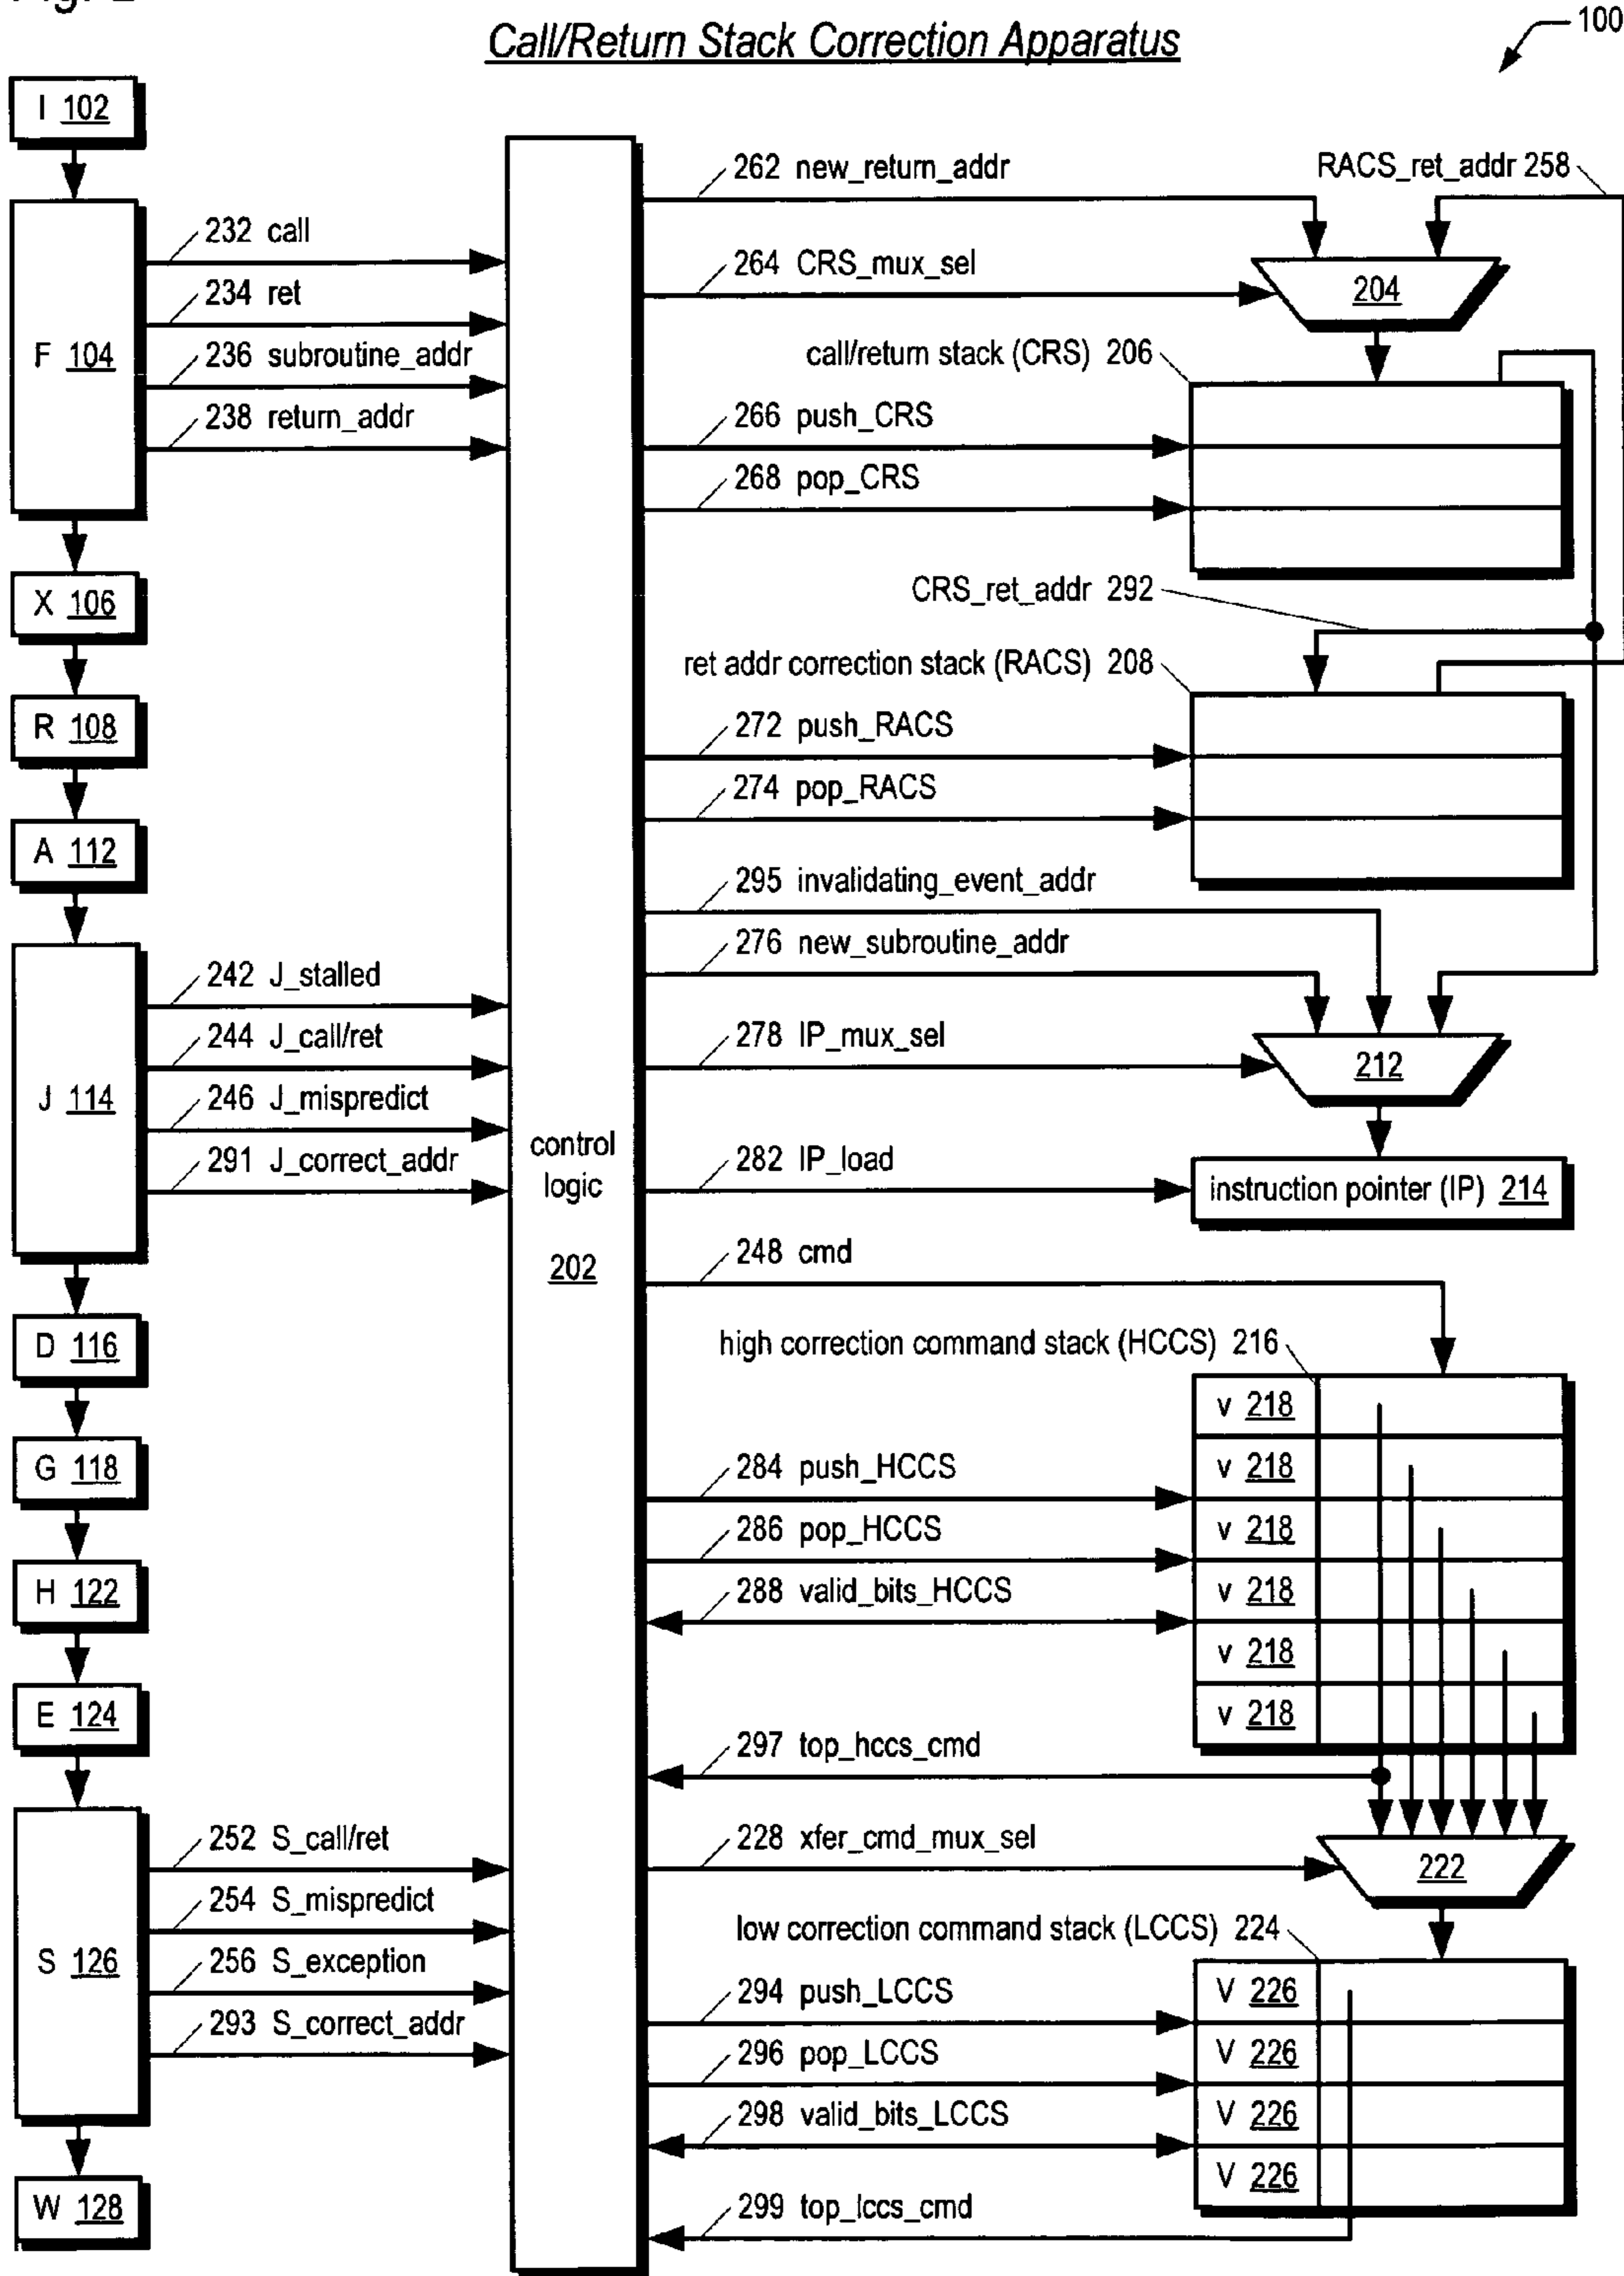 Call/Return Stack Correction Apparatus
100
I 102
F 104
X 106
R 108
A 112
J 114
D 116
G 118
H 122
E 124
S 126
W 128
232 call
234 ret
236 subroutine_addr
238 return_addr
242 J_stalled
244 J_call/ret
246 J_mispredict
291 J_correct_addr
252 S_call/ret
254 S_mispredict
256 S_exception
293 S_correct_addr
control
logic
202
262 new_return_addr
RACS_ret_addr 258
264 CRS_mux_sel
204
call/return stack (CRS) 206
266 push_CRS
268 pop_CRS
CRS_ret_addr 292
ret addr correction stack (RACS) 208
272 push_RACS
274 pop_RACS
295 invalidating_event_addr
276 new_subroutine_addr
278 IP_mux_sel
212
282 IP_load
instruction pointer (IP) 214
248 cmd
high correction command stack (HCCS) 216
v 218
v 218
284 push_HCCS
v 218
286 pop_HCCS
v 218
288 valid_bits_HCCS
v 218
v 218
297 top_hccs_cmd
228 xfer_cmd_mux_sel
222
low correction command stack (LCCS) 224
V 226
294 push_LCCS
V 226
296 pop_LCCS
V 226
298 valid_bits_LCCS
V 226
299 top_lccs_cmd